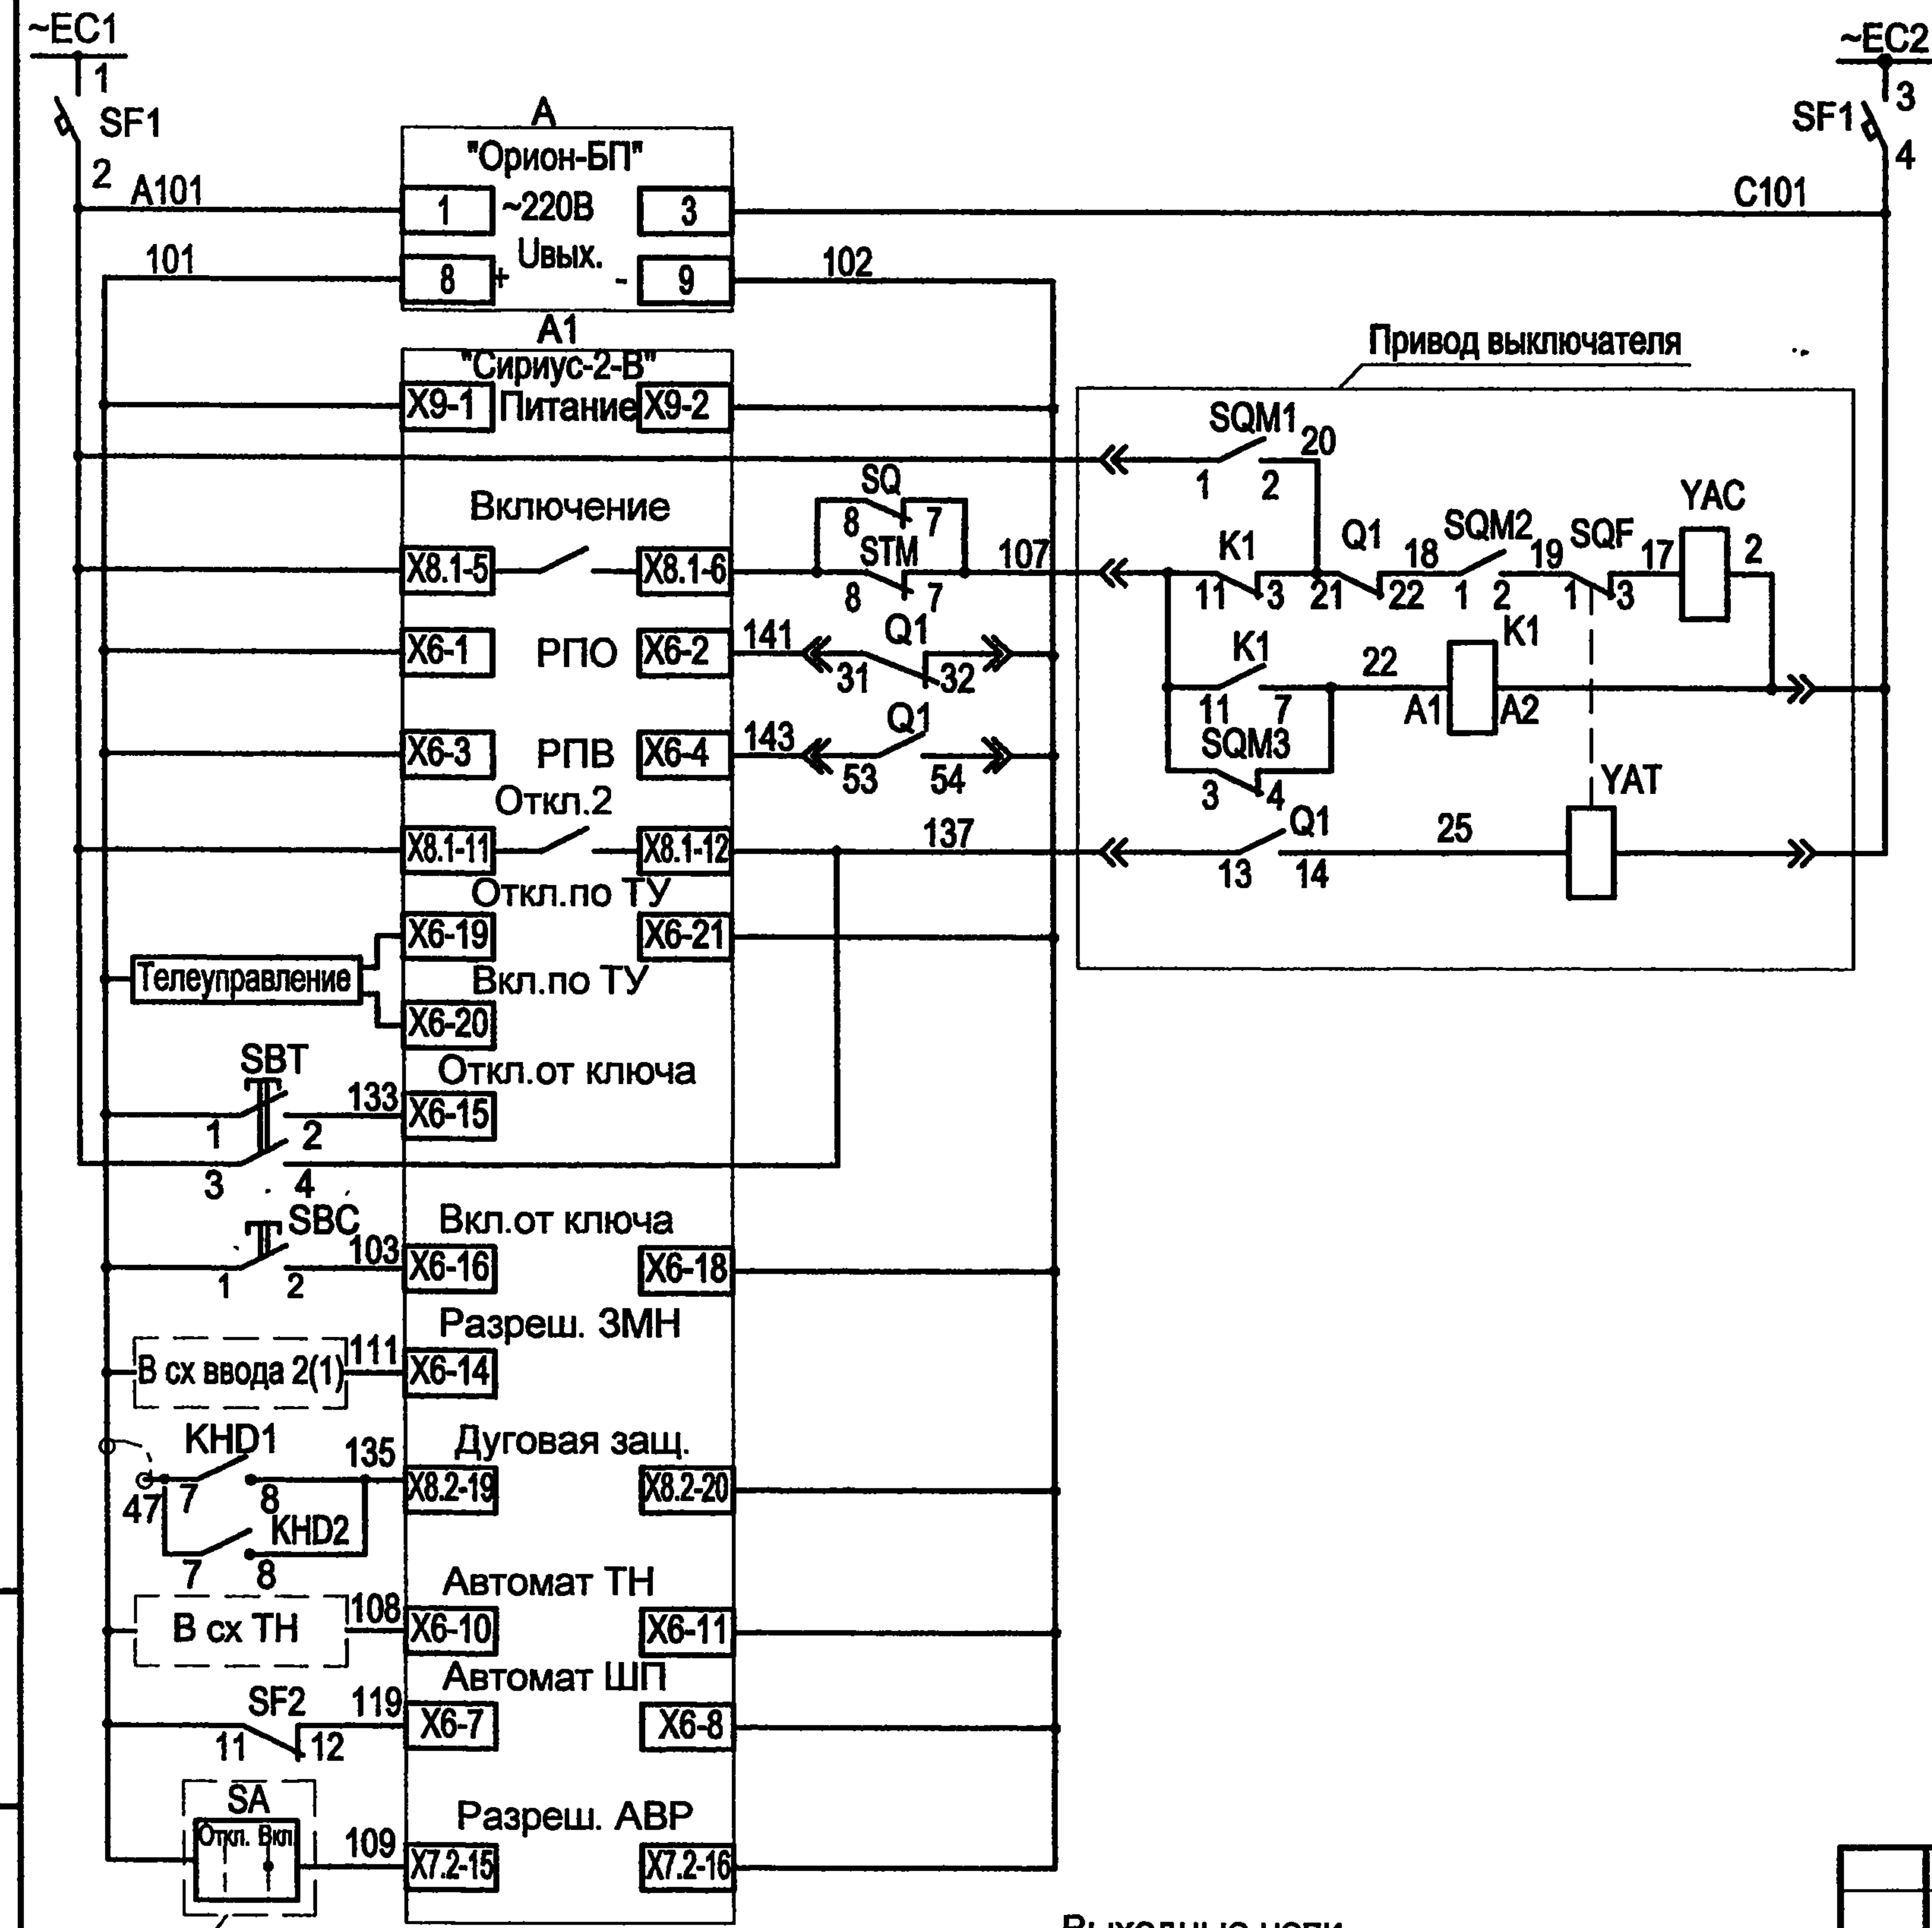 ~EC1
~EC2
1
3
SF1
SF1
2
4
A
"Орион-БП"
A101
1
~220В
3
C101
Uвых.
101
8
+
-
9
102
A1
"Сириус-2-В"
X9-1
Питание
X9-2
Привод выключателя
SQM1
20
1
2
SQ
8
7
YAC
Включение
X8.1-5
X8.1-6
STM
8
7
107
K1
11
3
Q1
21
22
18
SQM2
1
2
19
SQF
1
3
17
2
X6-1
РПО
X6-2
141
Q1
31
32
K1
11
7
22
K1
A1
A2
X6-3
РПВ
X6-4
143
Q1
53
54
SQM3
3
4
YAT
Откл.2
X8.1-11
X8.1-12
137
Q1
13
14
25
Откл.по ТУ
X6-19
X6-21
Телеуправление
Вкл.по ТУ
X6-20
SBT
Откл.от ключа
1
2
133
X6-15
3
4
SBC
Вкл.от ключа
1
2
103
X6-16
X6-18
Разреш. ЗМН
В сх ввода 2(1)
111
X6-14
KHD1
135
Дуговая защ.
47
7
8
X8.2-19
X8.2-20
KHD2
7
8
Автомат ТН
В сх ТН
108
X6-10
X6-11
Автомат ШП
SF2
119
11
12
X6-7
X6-8
SA
Откл. Вкл.
Разреш. АВР
109
X7.2-15
X7.2-16
Выходные цепи